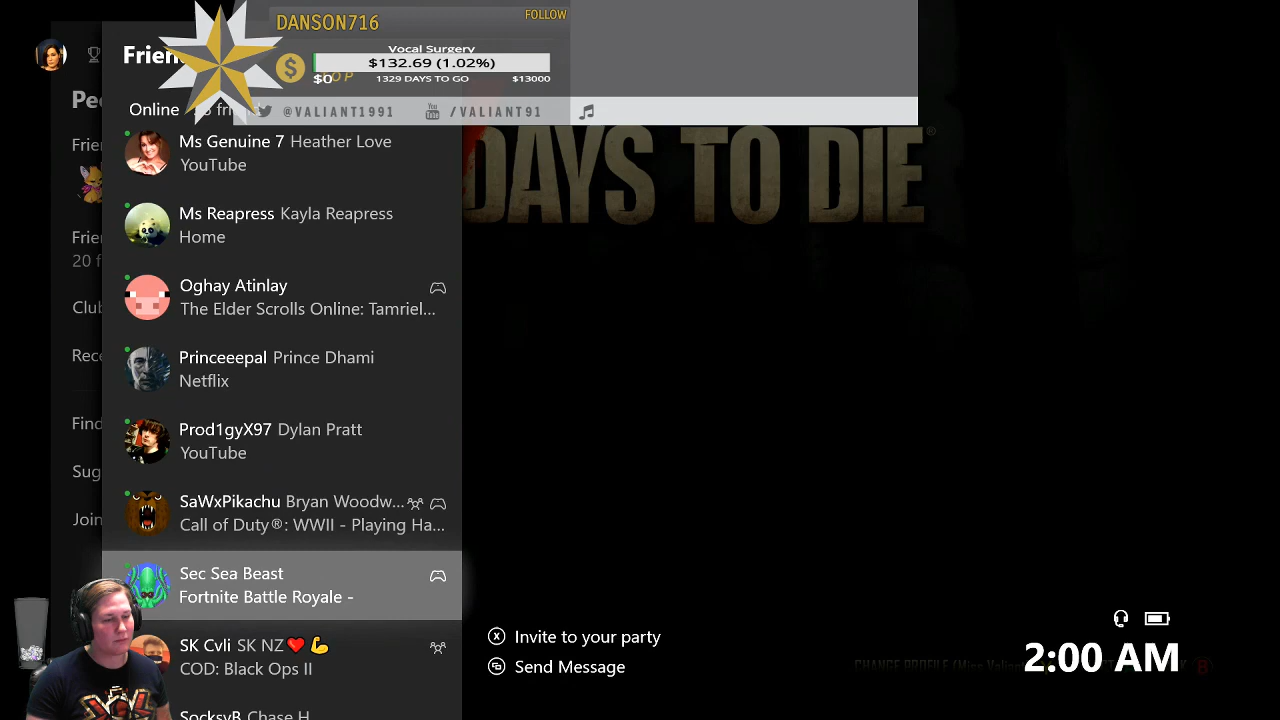 DANSON716
FOLLOW
Vocal Surgery
$132.69 (1.02%)
$0
1329 DAYS TO GO
$13000
@VALIANT1991
/VALIANT91
Online
Ms Genuine 7 Heather Love
YouTube
Ms Reapress Kayla Reapress
Home
Oghay Atinlay
The Elder Scrolls Online: Tamriel...
Princeeepal Prince Dhami
Netflix
Prod1gyX97 Dylan Pratt
YouTube
SaWxPikachu Bryan Woodw...
Call of Duty®: WWII - Playing Ha...
Sec Sea Beast
Fortnite Battle Royale -
SK Cvli SK NZ❤️💪
COD: Black Ops II
SocksyB Chase H
DAYS TO DIE®
Invite to your party
Send Message
2:00 AM